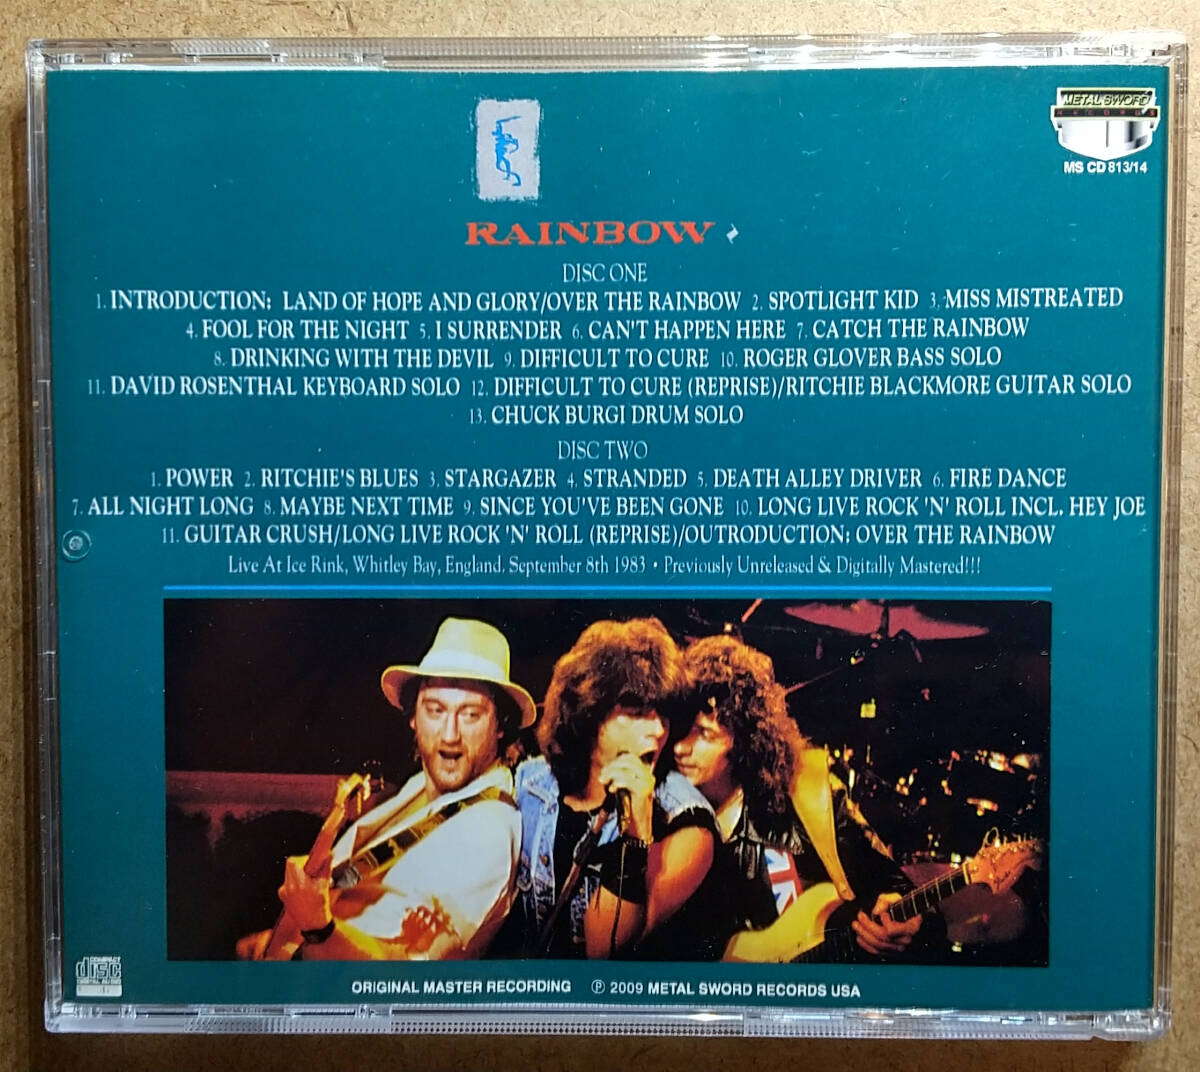 METAL SWORD
RECORDS
MS CD 813/14
RAINBOW
DISC ONE
1. INTRODUCTION: LAND OF HOPE AND GLORY/OVER THE RAINBOW 2. SPOTLIGHT KID 3. MISS MISTREATED
4. FOOL FOR THE NIGHT 5. I SURRENDER 6. CAN'T HAPPEN HERE 7. CATCH THE RAINBOW
8. DRINKING WITH THE DEVIL 9. DIFFICULT TO CURE 10. ROGER GLOVER BASS SOLO
11. DAVID ROSENTHAL KEYBOARD SOLO 12. DIFFICULT TO CURE (REPRISE)/RITCHIE BLACKMORE GUITAR SOLO
13. CHUCK BURGI DRUM SOLO
DISC TWO
1. POWER 2. RITCHIE'S BLUES 3. STARGAZER 4. STRANDED 5. DEATH ALLEY DRIVER 6. FIRE DANCE
7. ALL NIGHT LONG 8. MAYBE NEXT TIME 9. SINCE YOU'VE BEEN GONE 10. LONG LIVE ROCK 'N' ROLL INCL. HEY JOE
11. GUITAR CRUSH/LONG LIVE ROCK 'N' ROLL (REPRISE)/OUTRODUCTION: OVER THE RAINBOW
Live At Ice Rink, Whitley Bay, England. September 8th 1983 • Previously Unreleased & Digitally Mastered!!!
COMPACT
disc
DIGITAL AUDIO
ORIGINAL MASTER RECORDING ℗ 2009 METAL SWORD RECORDS USA